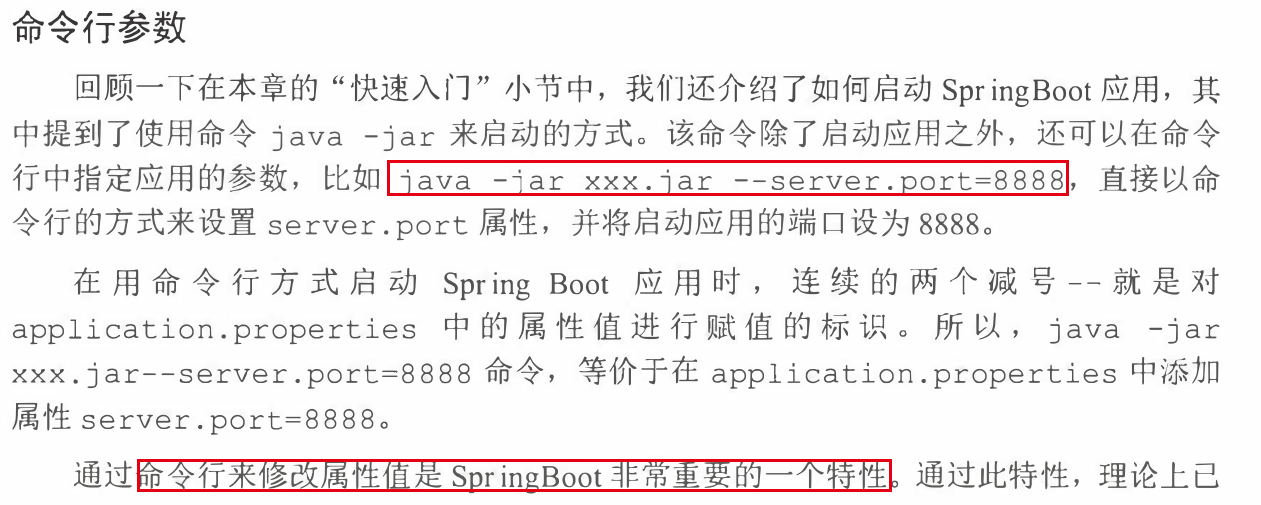 命令行参数
回顾一下在本章的“快速入门”小节中，我们还介绍了如何启动 SpringBoot 应用，其
中提到了使用命令 java -jar 来启动的方式。该命令除了启动应用之外，还可以在命令
行中指定应用的参数，比如 java -jar xxx.jar --server.port=8888，直接以命
令行的方式来设置 server.port 属性，并将启动应用的端口设为 8888。
在用命令行方式启动 Spring Boot 应用时，连续的两个减号--就是对
application.properties 中的属性值进行赋值的标识。所以，java -jar
xxx.jar--server.port=8888 命令，等价于在 application.properties 中添加
属性 server.port=8888。
通过命令行来修改属性值是 SpringBoot 非常重要的一个特性。通过此特性，理论上已